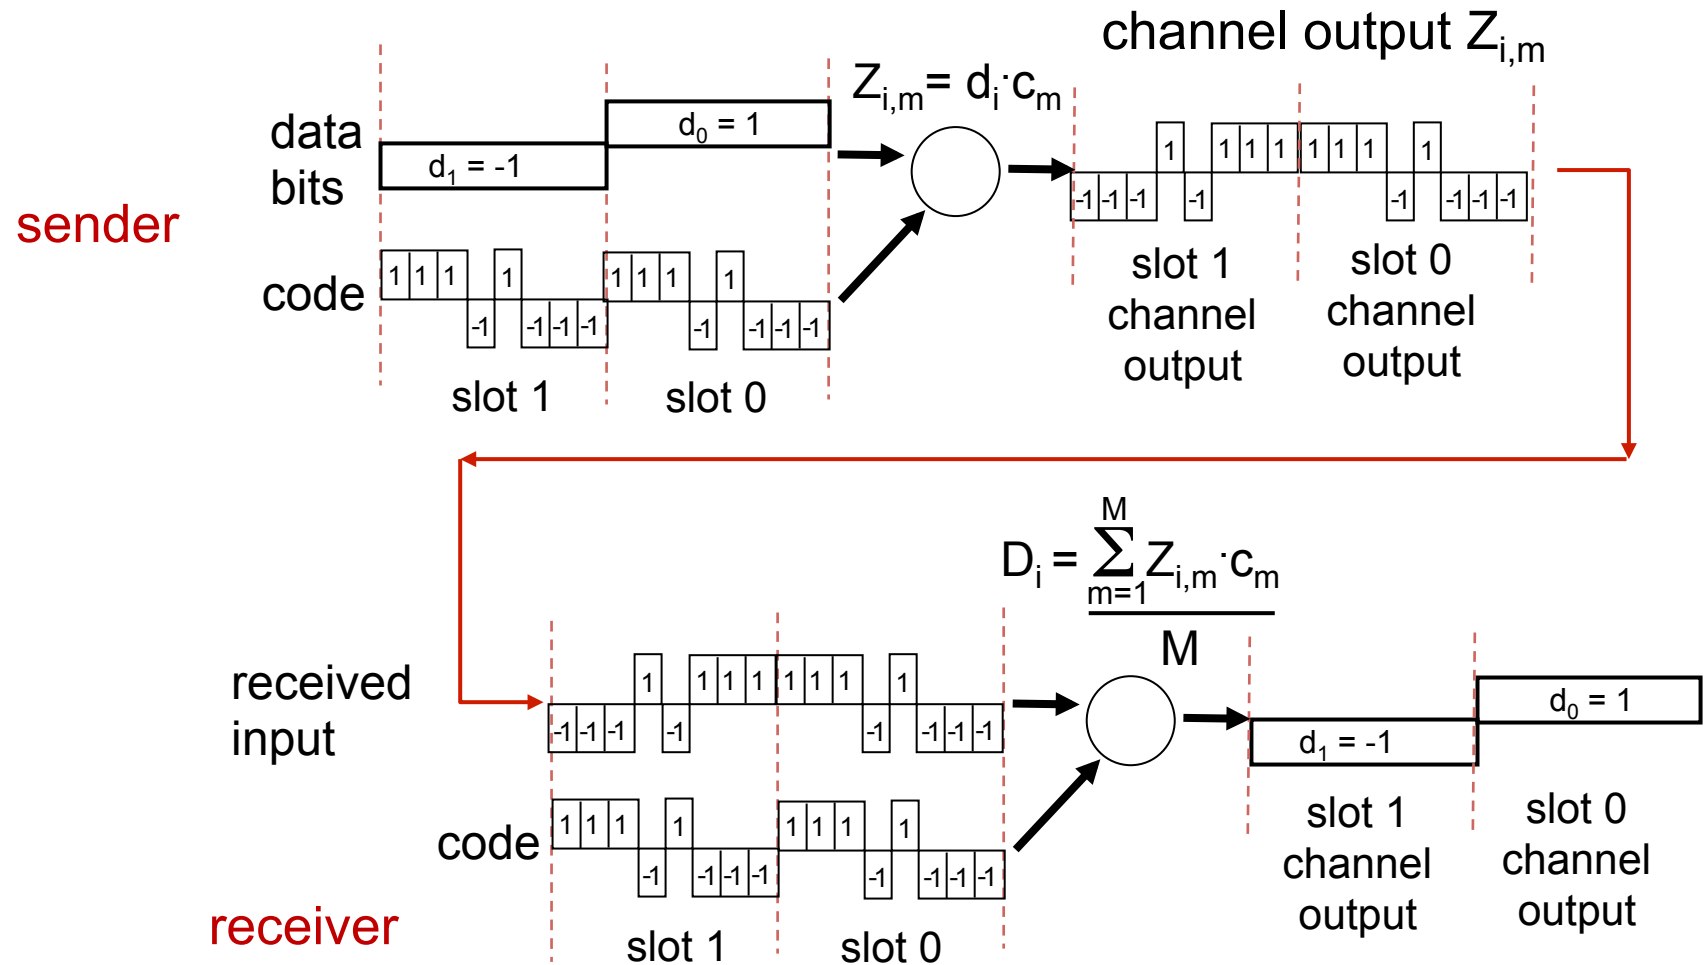 channel output Z_{i,m}
Z_{i,m} = d_i·c_m
data
bits
d_0 = 1
d_1 = -1
sender
1 1 1 -1 1 -1 -1 -1 1 1 1 -1 1 -1 -1 -1
code
slot 1
slot 0
-1 -1 -1 1 -1 1 1 1 1 1 1 -1 1 -1 -1 -1
slot 1
channel
output
slot 0
channel
output
D_i = Σ_{m=1}^{M} Z_{i,m}·c_m
M
received
input
-1 -1 -1 1 -1 1 1 1 1 1 1 -1 1 -1 -1 -1
code
1 1 1 -1 1 -1 -1 -1 1 1 1 -1 1 -1 -1 -1
receiver
slot 1
slot 0
d_1 = -1
d_0 = 1
slot 1
channel
output
slot 0
channel
output